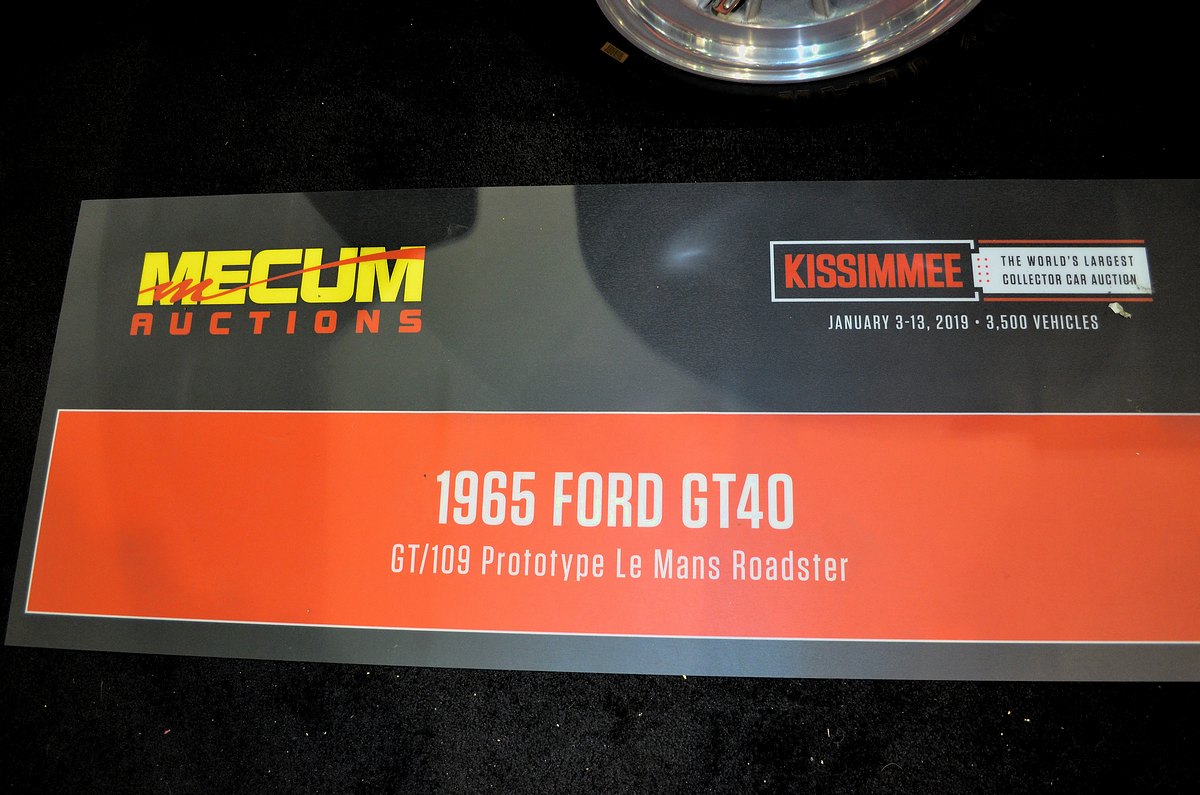 MECUM
AUCTIONS
KISSIMMEE
THE WORLD'S LARGEST
COLLECTOR CAR AUCTION
JANUARY 3-13, 2019 • 3,500 VEHICLES
1965 FORD GT40
GT/109 Prototype Le Mans Roadster